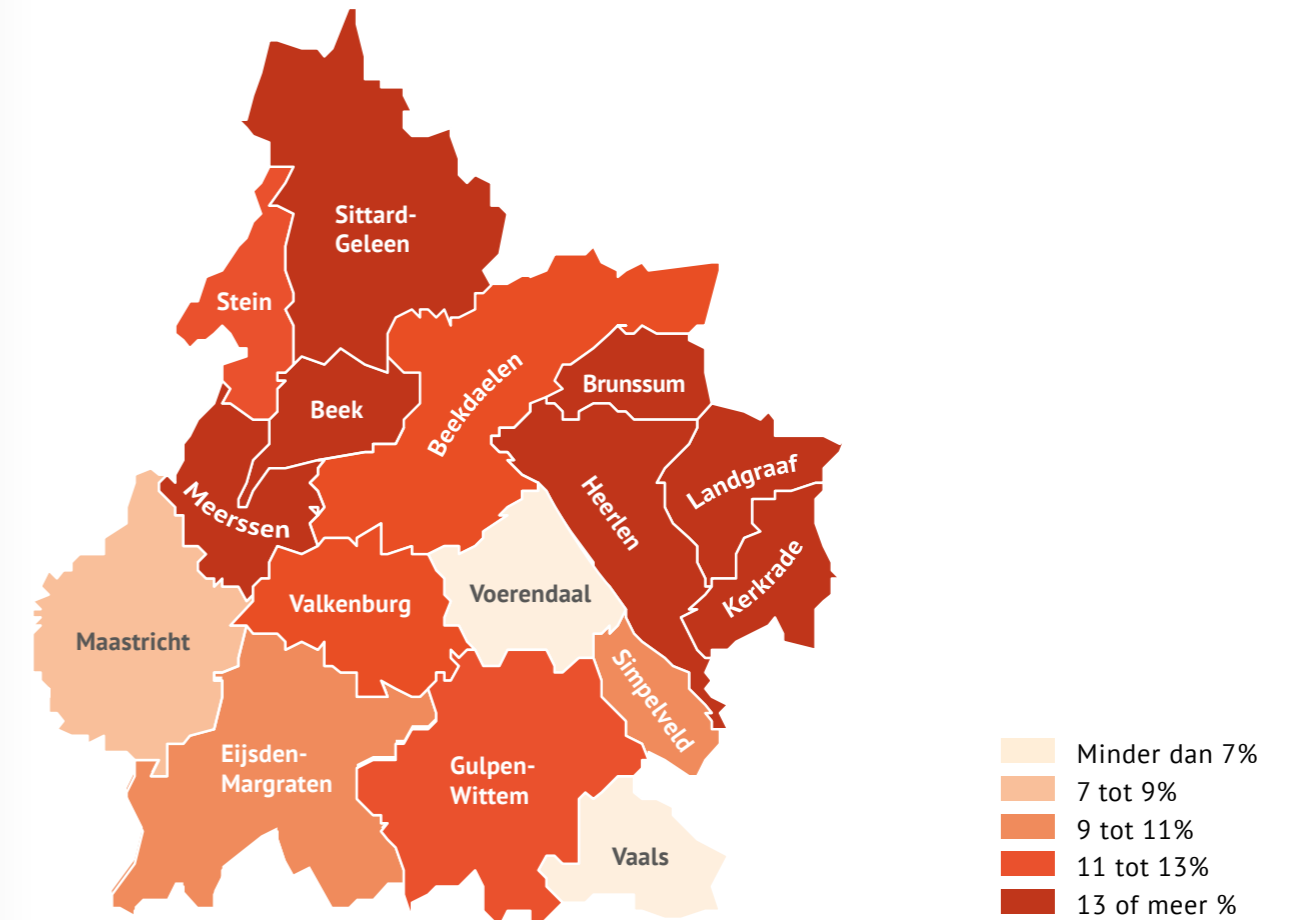 Sittard-
Geleen
Stein
Beek
Beekdaelen
Brunssum
Landgraaf
Heerlen
Meerssen
Kerkrade
Valkenburg
Voerendaal
Maastricht
Simpelveld
Eijsden-
Margraten
Gulpen-
Wittem
Vaals
Minder dan 7%
7 tot 9%
9 tot 11%
11 tot 13%
13 of meer %